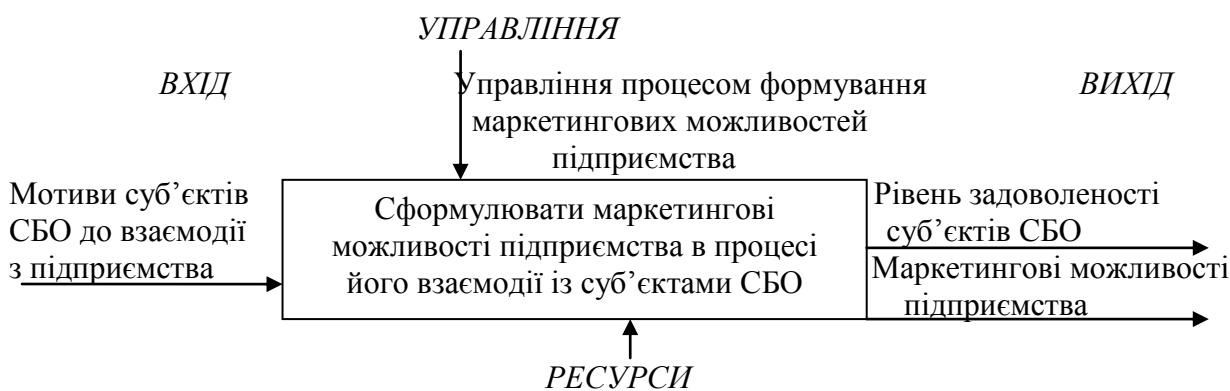 УПРАВЛІННЯ
ВХІД
Управління процесом формування
маркетингових можливостей
підприємства
ВИХІД
Мотиви суб’єктів
СБО до взаємодії
з підприємства
Сформулювати маркетингові
можливості підприємства в процесі
його взаємодії із суб’єктами СБО
Рівень задоволеності
суб’єктів СБО
Маркетингові можливості
підприємства
РЕСУРСИ